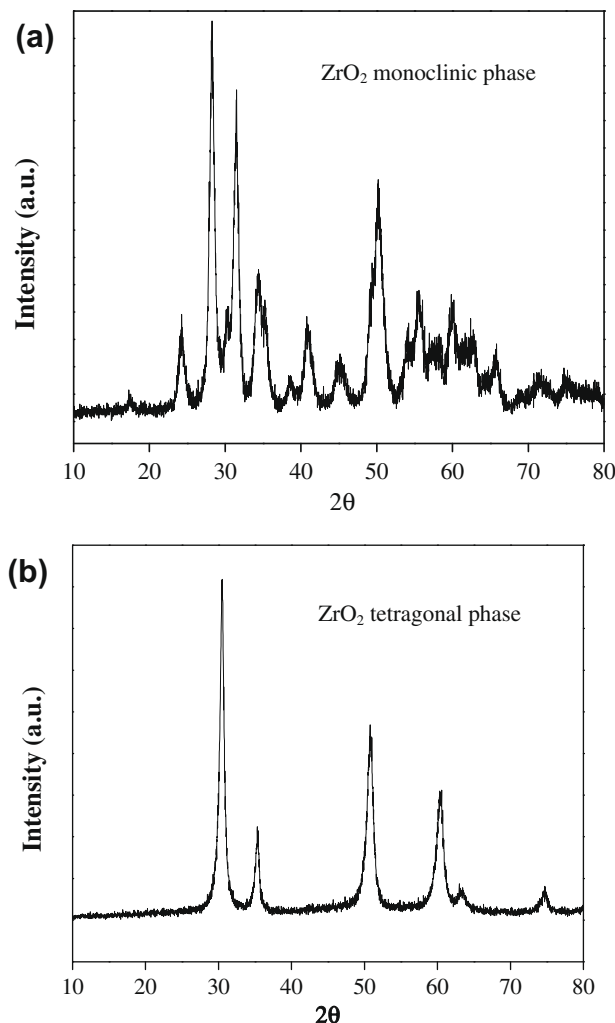 (a)
ZrO₂ monoclinic phase
Intensity (a.u.)
10 20 30 40 50 60 70 80
2θ
(b)
ZrO₂ tetragonal phase
Intensity (a.u.)
10 20 30 40 50 60 70 80
2θ